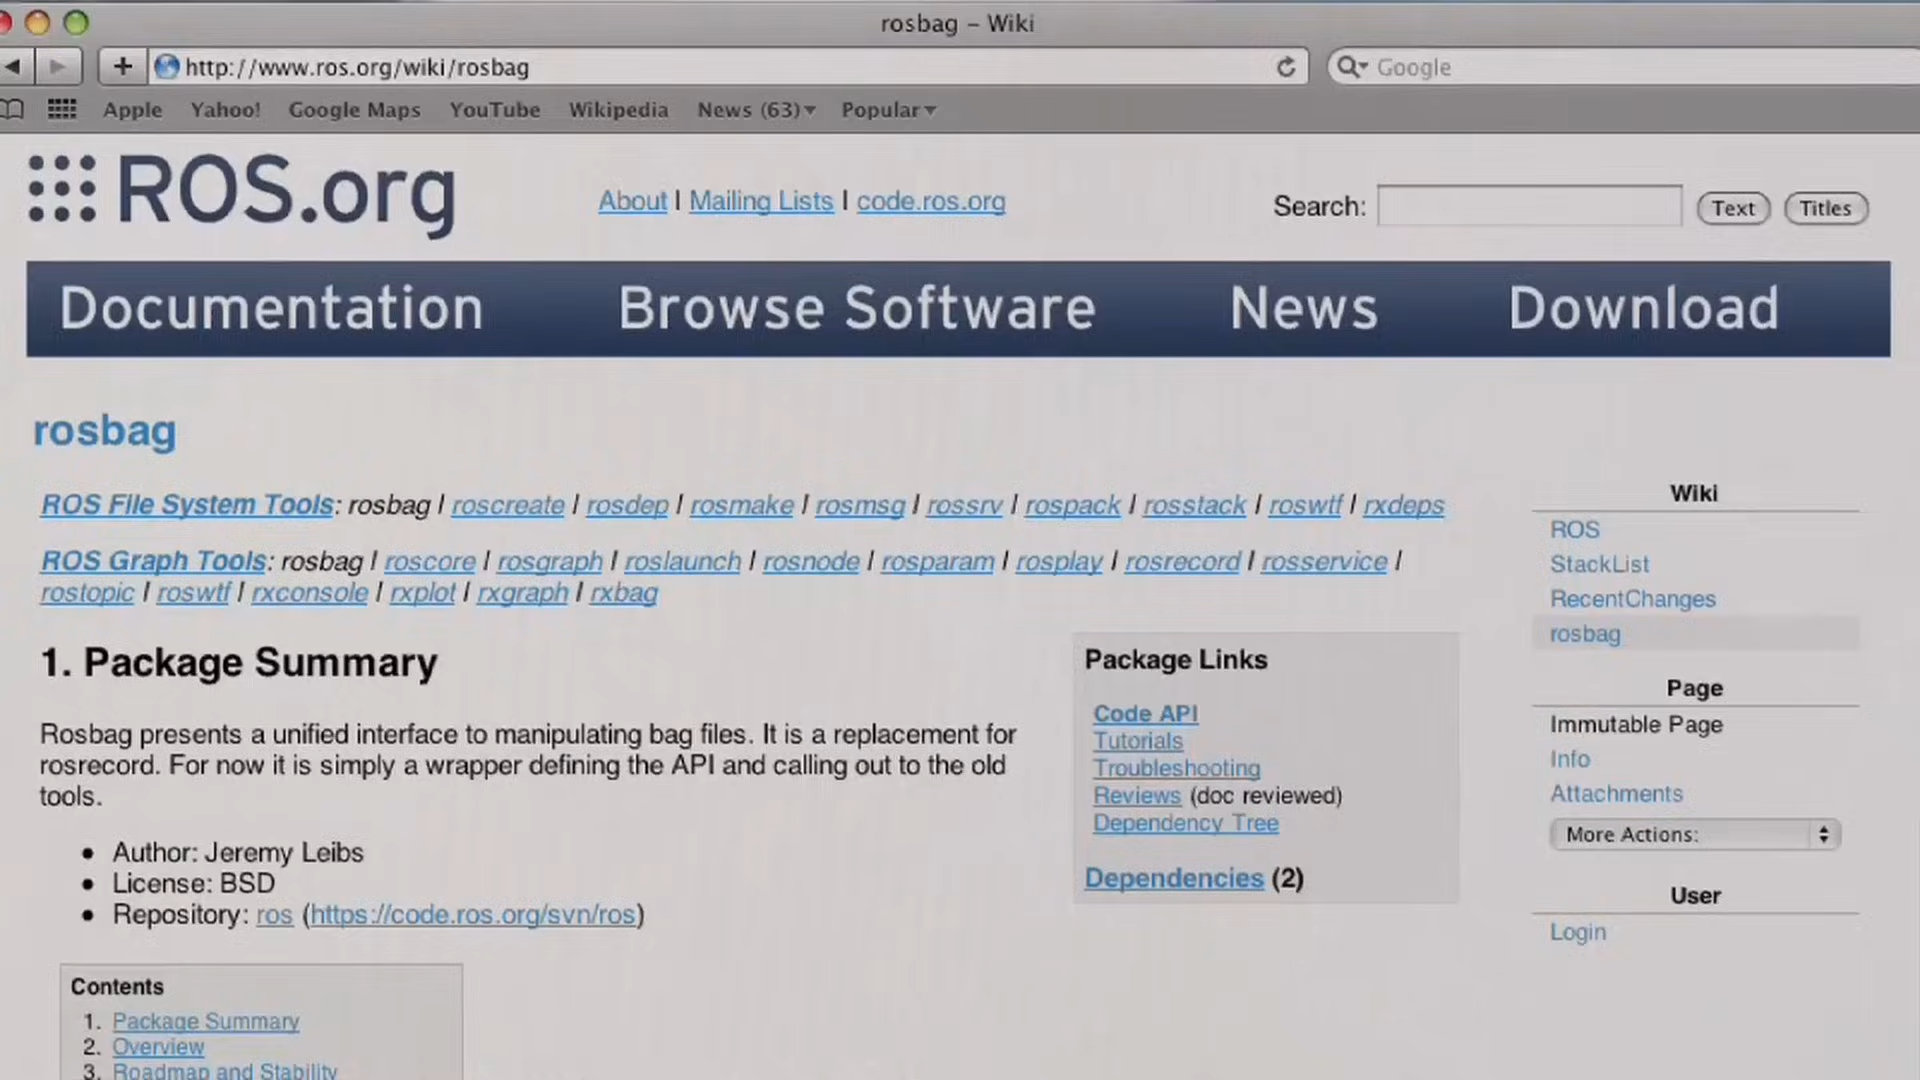 rosbag – Wiki
http://www.ros.org/wiki/rosbag
Google
Apple Yahoo! Google Maps YouTube Wikipedia News (63) Popular
ROS.org
About | Mailing Lists | code.ros.org
Search: Text Titles
Documentation Browse Software News Download
rosbag
ROS File System Tools: rosbag | roscreate | rosdep | rosmake | rosmsg | rossrv | rospack | rosstack | roswtf | rxdeps
ROS Graph Tools: rosbag | roscore | rosgraph | roslaunch | rosnode | rosparam | rosplay | rosrecord | rosservice |
rostopic | roswtf | rxconsole | rxplot | rxgraph | rxbag
1. Package Summary
Rosbag presents a unified interface to manipulating bag files. It is a replacement for
rosrecord. For now it is simply a wrapper defining the API and calling out to the old
tools.
Author: Jeremy Leibs
License: BSD
Repository: ros (https://code.ros.org/svn/ros)
Contents
1. Package Summary
2. Overview
3. Roadmap and Stability
Package Links
Code API
Tutorials
Troubleshooting
Reviews (doc reviewed)
Dependency Tree
Dependencies (2)
Wiki
ROS
StackList
RecentChanges
rosbag
Page
Immutable Page
Info
Attachments
More Actions:
User
Login